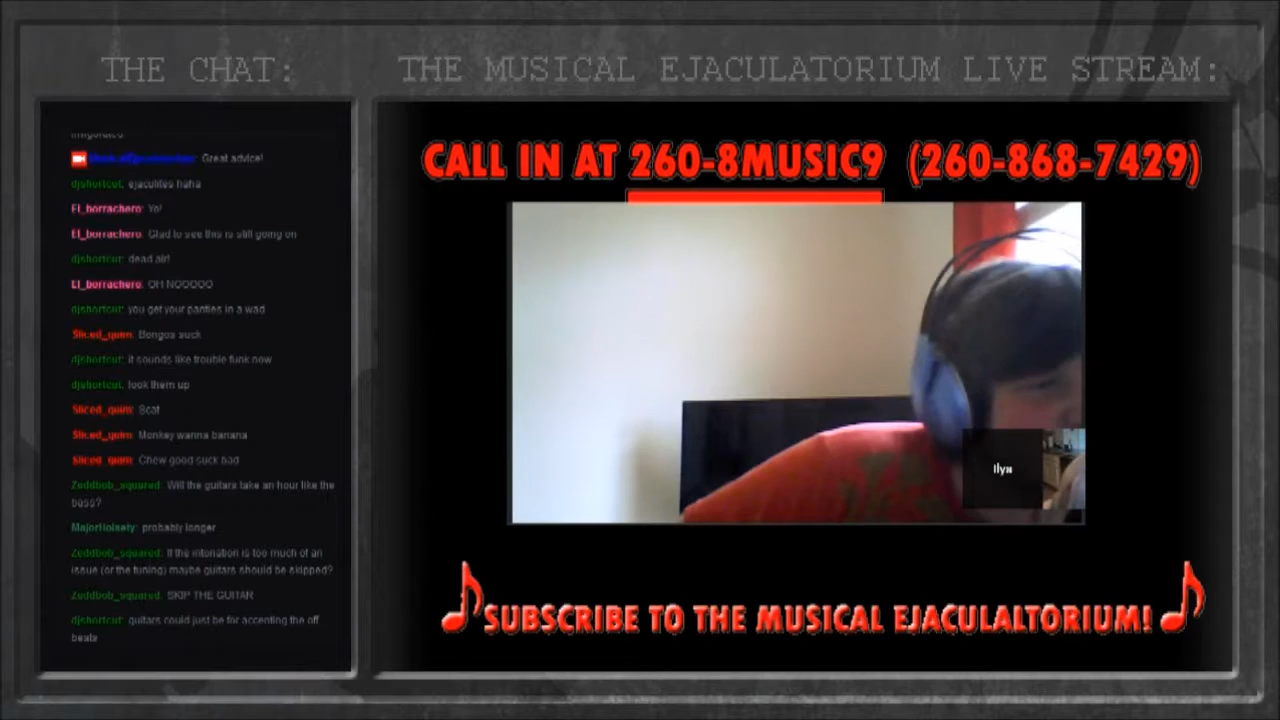 THE CHAT:
THE MUSICAL EJACULATORIUM LIVE STREAM:
Great advice!
djshortcut: ejaculites haha
El_borrachero: Yo!
El_borrachero: Glad to see this is still going on
djshortcut: dead air!
El_borrachero: OH NOOOOO
djshortcut: you get your panties in a wad
Sliced_quim: Bongos suck
djshortcut: it sounds like trouble funk now
djshortcut: look them up
Sliced_quim: Scat
Sliced_quim: Monkey wanna banana
Sliced_quim: Chew good suck bad
Zeddbob_squared: Will the guitars take an hour like the
bass?
MajorNoisety: probably longer
Zeddbob_squared: If the intonation is too much of an
issue (or the tuning) maybe guitars should be skipped?
Zeddbob_squared: SKIP THE GUITAR
djshortcut: guitars could just be for accenting the off
beats
CALL IN AT 260-8MUSIC9 (260-868-7429)
Ilya
SUBSCRIBE TO THE MUSICAL EJACULALTORIUM!